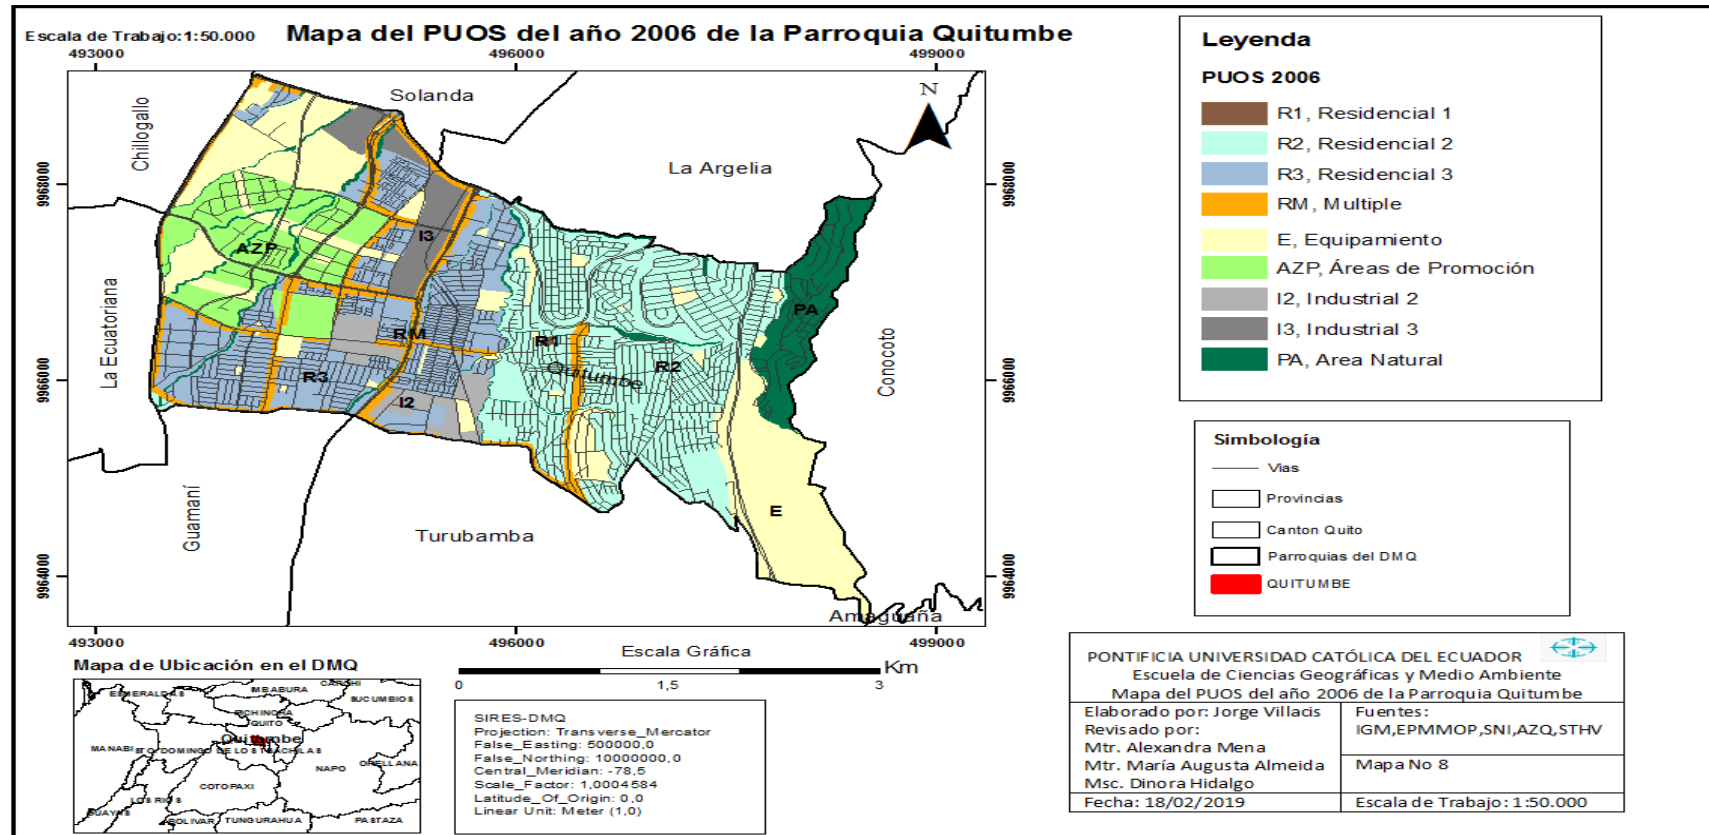 Escala de Trabajo:1:50.000
Mapa del PUOS del año 2006 de la Parroquia Quitumbe
493000
496000
499000
9968000
9966000
9964000
Solanda
Chillogallo
La Argelia
N
9968000
9966000
9964000
I3
AZP
La Ecuatoriana
PA
RM
R1
Conocoto
R3
Quitumbe
R2
I2
Guamaní
E
Turubamba
Amaguaña
493000
496000
499000
Leyenda
PUOS 2006
R1, Residencial 1
R2, Residencial 2
R3, Residencial 3
RM, Multiple
E, Equipamiento
AZP, Áreas de Promoción
I2, Industrial 2
I3, Industrial 3
PA, Area Natural
Simbología
Vias
Provincias
Canton Quito
Parroquias del DMQ
QUITUMBE
Mapa de Ubicación en el DMQ
ESMERALDAS
IMBABURA
CARCHI
SUCUMBIOS
PICHINCHA
QUITO
Quitumbe
MANABI
STO. DOMINGO DE LOS TSACHILAS
NAPO
ORELLANA
COTOPAXI
LOS RIOS
GUAYAS
BOLIVAR
TUNGURAHUA
PASTAZA
Escala Gráfica
Km
0
1,5
3
SIRES-DMQ
Projection: Transverse_Mercator
False_Easting: 500000,0
False_Northing: 10000000,0
Central_Meridian: -78,5
Scale_Factor: 1,0004584
Latitude_Of_Origin: 0,0
Linear Unit: Meter (1,0)
PONTIFICIA UNIVERSIDAD CATÓLICA DEL ECUADOR
Escuela de Ciencias Geográficas y Medio Ambiente
Mapa del PUOS del año 2006 de la Parroquia Quitumbe
Elaborado por: Jorge Villacis
Revisado por:
Mtr. Alexandra Mena
Mtr. María Augusta Almeida
Msc. Dinora Hidalgo
Fecha: 18/02/2019
Fuentes:
IGM,EPMMOP,SNI,AZQ,STHV
Mapa No 8
Escala de Trabajo: 1:50.000